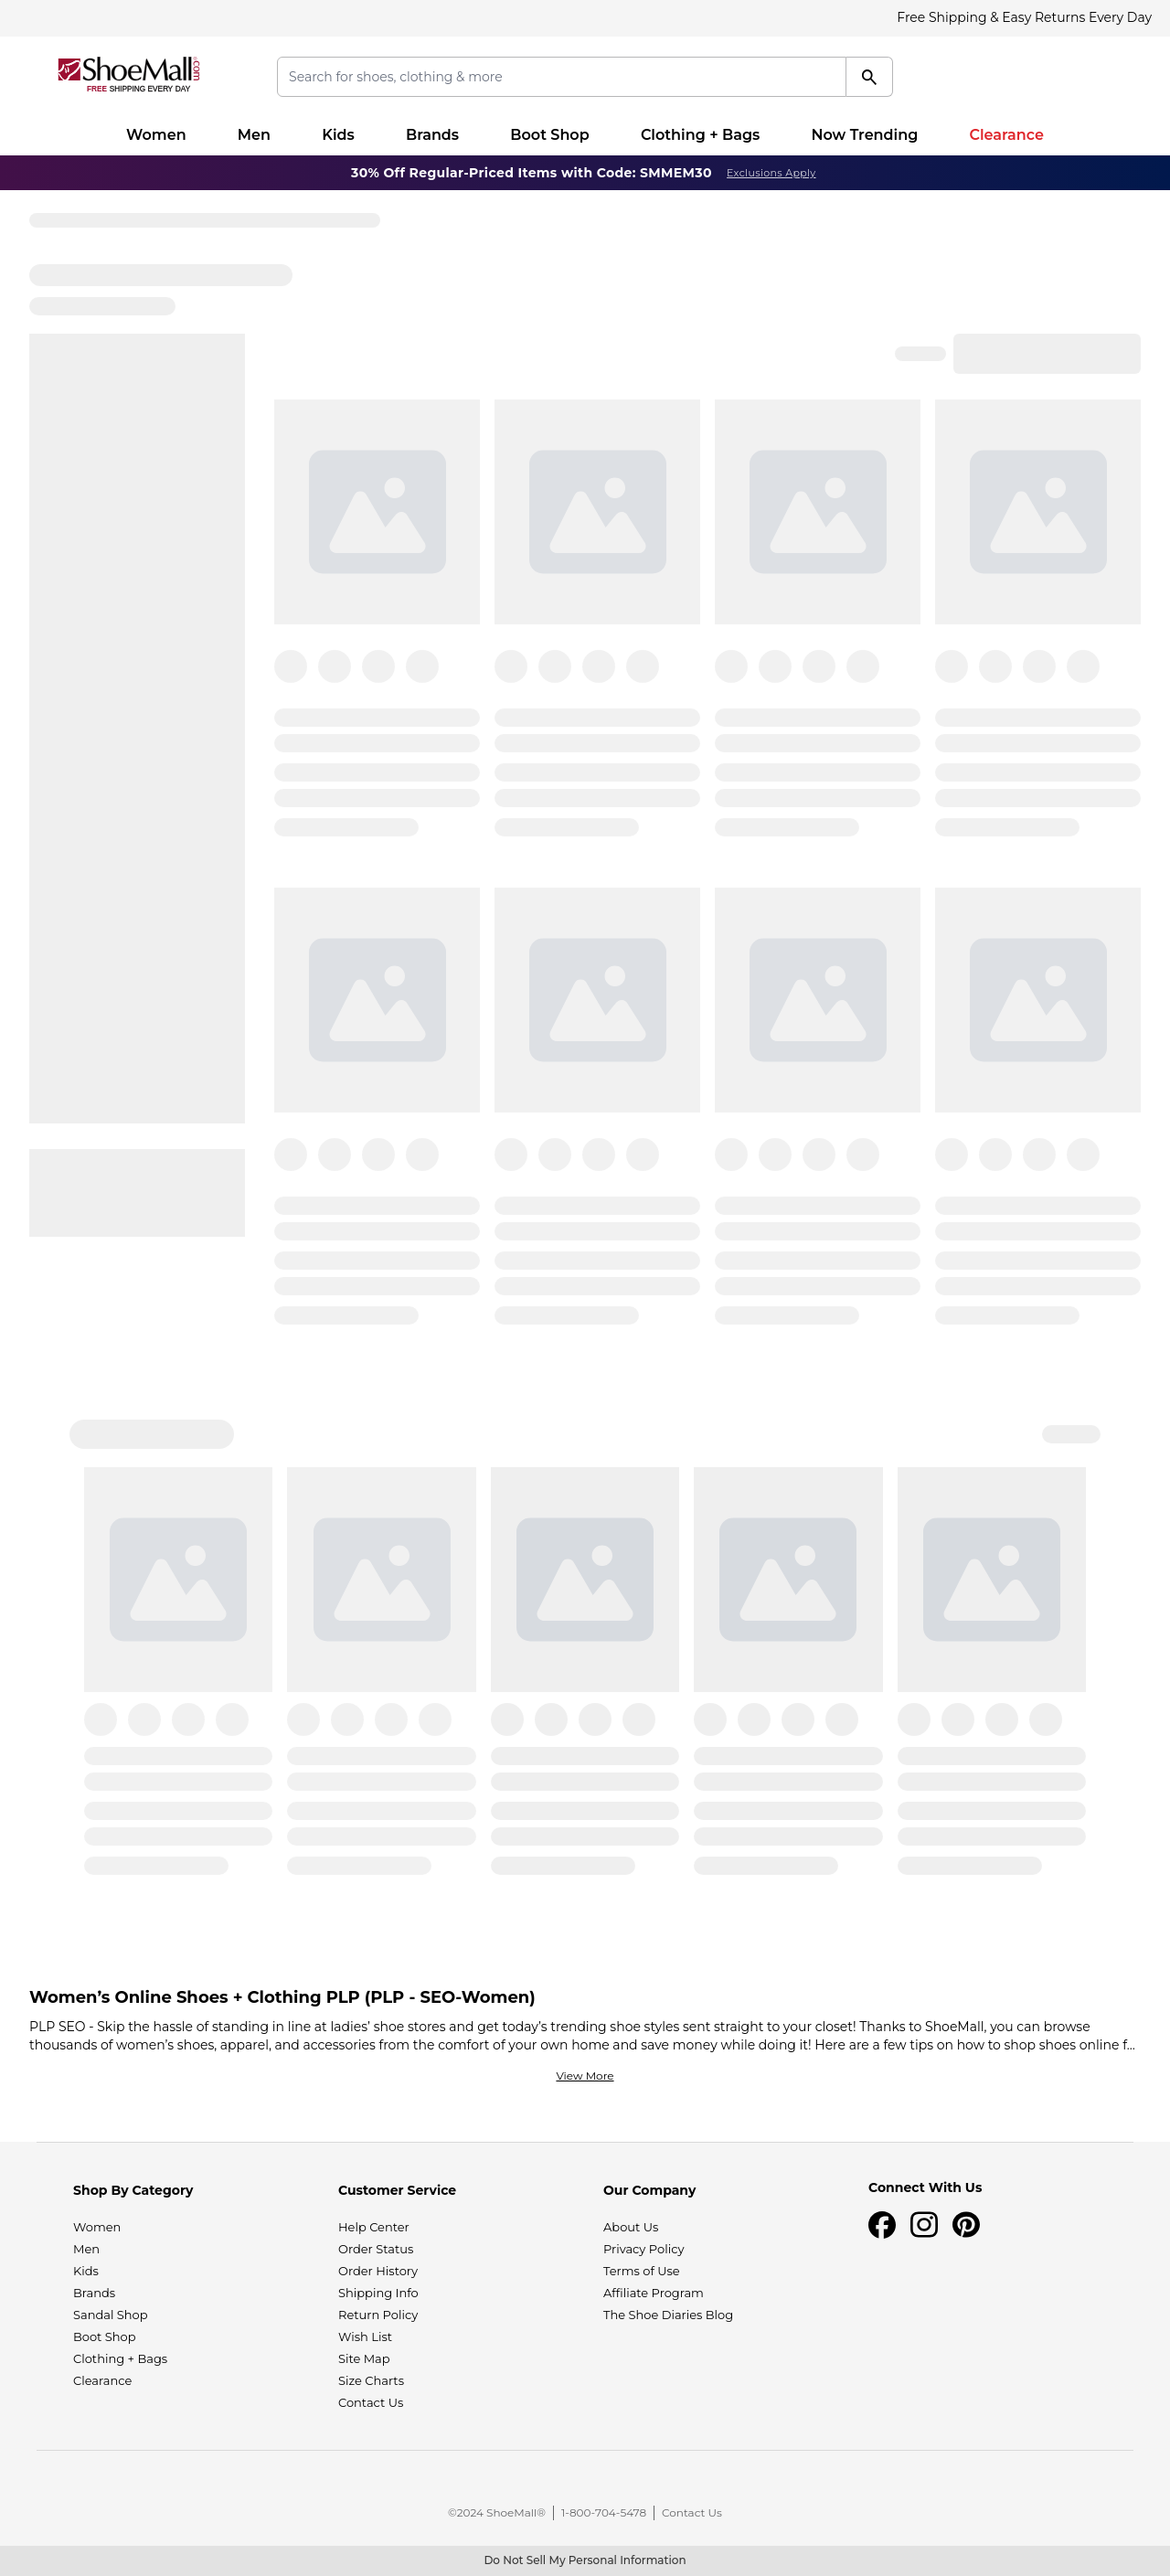 Free Shipping & Easy Returns Every Day
ShoeMall.com
FREE SHIPPING EVERY DAY
Search for shoes, clothing & more
Women Men Kids Brands Boot Shop Clothing + Bags Now Trending Clearance
30% Off Regular-Priced Items with Code: SMMEM30 Exclusions Apply
Women’s Online Shoes + Clothing PLP (PLP - SEO-Women)
PLP SEO - Skip the hassle of standing in line at ladies’ shoe stores and get today’s trending shoe styles sent straight to your closet! Thanks to ShoeMall, you can browse
thousands of women’s shoes, apparel, and accessories from the comfort of your own home and save money while doing it! Here are a few tips on how to shop shoes online f...
View More
Shop By Category
Women
Men
Kids
Brands
Sandal Shop
Boot Shop
Clothing + Bags
Clearance
Customer Service
Help Center
Order Status
Order History
Shipping Info
Return Policy
Wish List
Site Map
Size Charts
Contact Us
Our Company
About Us
Privacy Policy
Terms of Use
Affiliate Program
The Shoe Diaries Blog
Connect With Us
©2024 ShoeMall® 1-800-704-5478 Contact Us
Do Not Sell My Personal Information